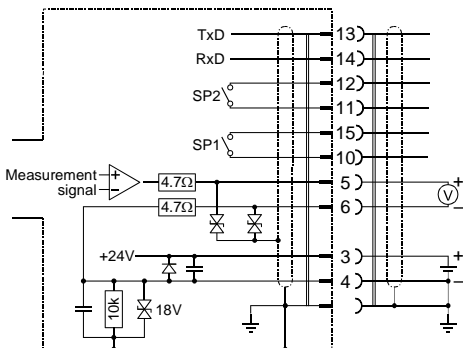 TxD 13
RxD 14
12
SP2
11
15
SP1
10
Measurement
signal
+
−
4.7Ω 5
+
V
−
4.7Ω 6
+24V 3
+
4
−
10k
18V